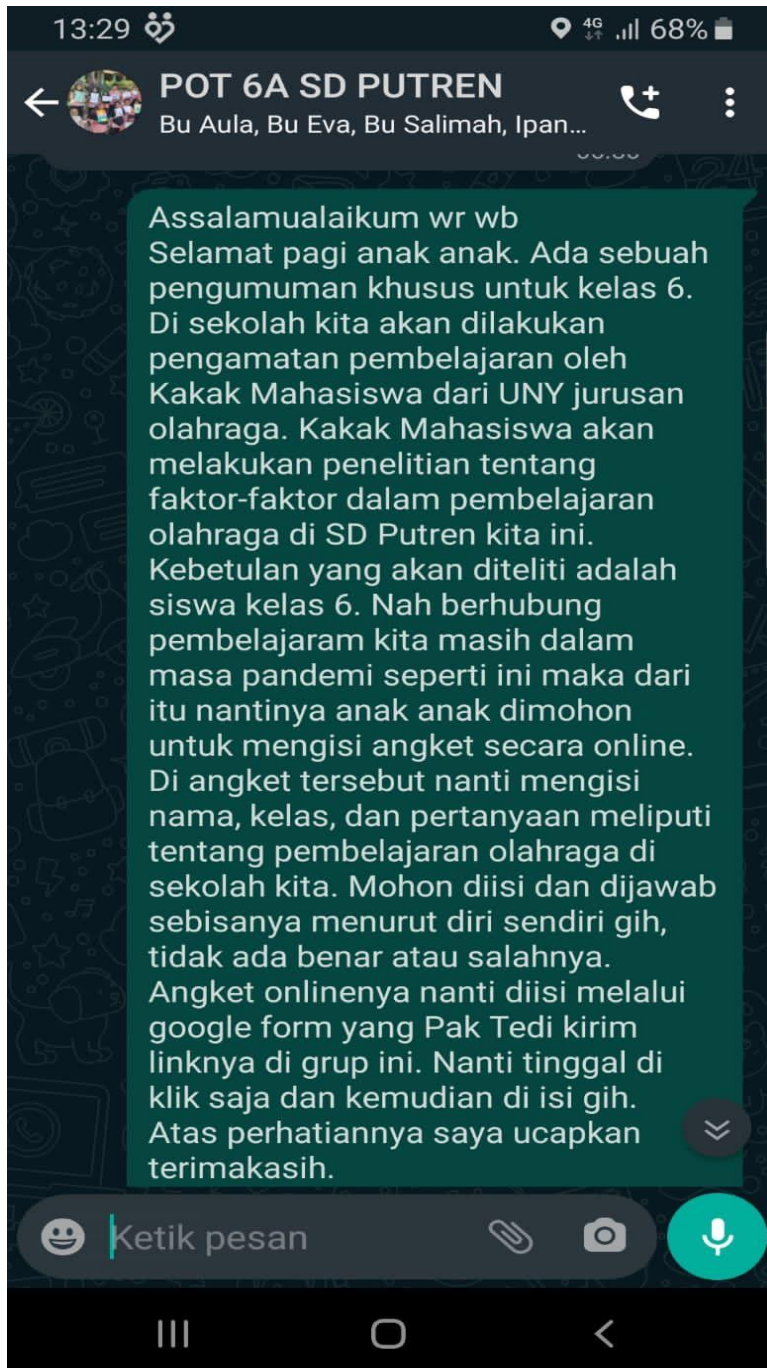 13:29
4G
68%
POT 6A SD PUTREN
Bu Aula, Bu Eva, Bu Salimah, Ipan...
Assalamualaikum wr wb
Selamat pagi anak anak. Ada sebuah
pengumuman khusus untuk kelas 6.
Di sekolah kita akan dilakukan
pengamatan pembelajaran oleh
Kakak Mahasiswa dari UNY jurusan
olahraga. Kakak Mahasiswa akan
melakukan penelitian tentang
faktor-faktor dalam pembelajaran
olahraga di SD Putren kita ini.
Kebetulan yang akan diteliti adalah
siswa kelas 6. Nah berhubung
pembelajaram kita masih dalam
masa pandemi seperti ini maka dari
itu nantinya anak anak dimohon
untuk mengisi angket secara online.
Di angket tersebut nanti mengisi
nama, kelas, dan pertanyaan meliputi
tentang pembelajaran olahraga di
sekolah kita. Mohon diisi dan dijawab
sebisanya menurut diri sendiri gih,
tidak ada benar atau salahnya.
Angket onlinenya nanti diisi melalui
google form yang Pak Tedi kirim
linknya di grup ini. Nanti tinggal di
klik saja dan kemudian di isi gih.
Atas perhatiannya saya ucapkan
terimakasih.
Ketik pesan